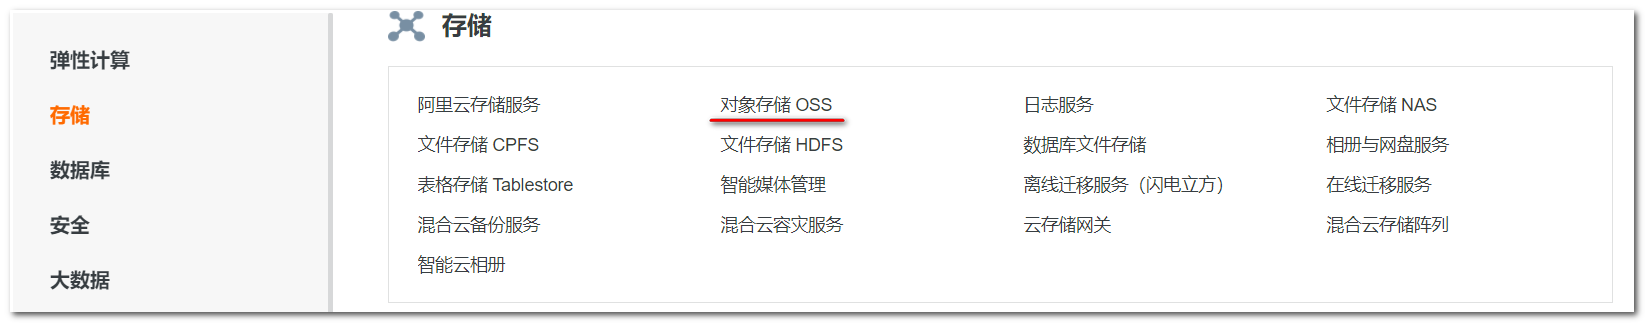 弹性计算
存储
数据库
安全
大数据
存储
阿里云存储服务 对象存储 OSS 日志服务 文件存储 NAS
文件存储 CPFS 文件存储 HDFS 数据库文件存储 相册与网盘服务
表格存储 Tablestore 智能媒体管理 离线迁移服务（闪电立方） 在线迁移服务
混合云备份服务 混合云容灾服务 云存储网关 混合云存储阵列
智能云相册